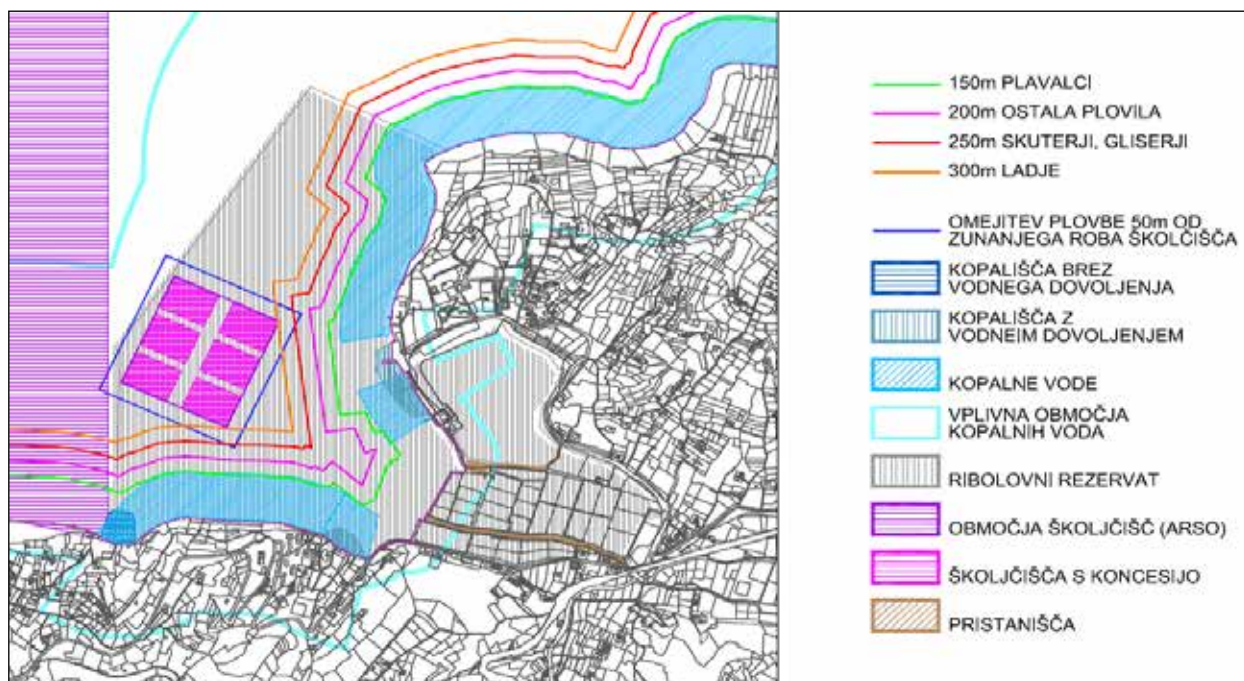 150m PLAVALCI
200m OSTALA PLOVILA
250m SKUTERJI, GLISERJI
300m LADJE
OMEJITEV PLOVBE 50m OD
ZUNANJEGA ROBA ŠKOLČIŠČA
KOPALIŠČA BREZ
VODNEGA DOVOLJENJA
KOPALIŠČA Z
VODNEIM DOVOLJENJEM
KOPALNE VODE
VPLIVNA OBMOČJA
KOPALNIH VODA
RIBOLOVNI REZERVAT
OBMOČJA ŠKOLJČIŠČ (ARSO)
ŠKOLJČIŠČA S KONCESIJO
PRISTANIŠČA